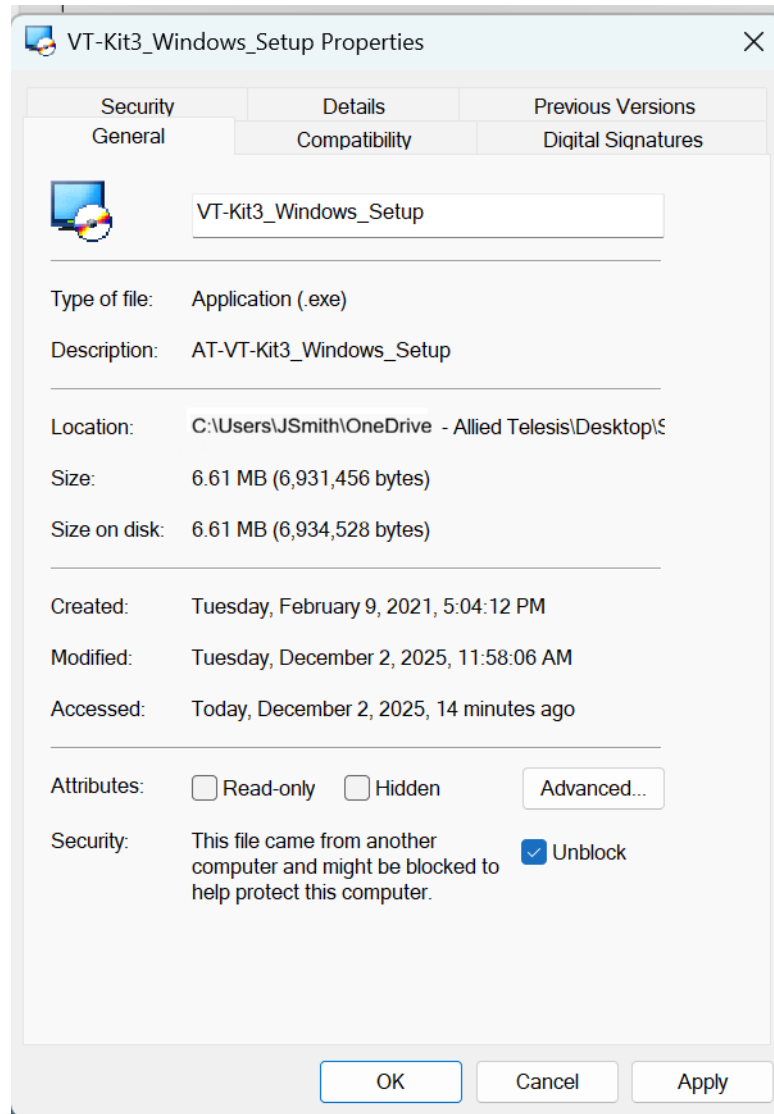 VT-Kit3_Windows_Setup Properties
Security Details Previous Versions
General Compatibility Digital Signatures
VT-Kit3_Windows_Setup
Type of file: Application (.exe)
Description: AT-VT-Kit3_Windows_Setup
Location: C:\Users\JSmith\OneDrive - Allied Telesis\Desktop\S
Size: 6.61 MB (6,931,456 bytes)
Size on disk: 6.61 MB (6,934,528 bytes)
Created: Tuesday, February 9, 2021, 5:04:12 PM
Modified: Tuesday, December 2, 2025, 11:58:06 AM
Accessed: Today, December 2, 2025, 14 minutes ago
Attributes: Read-only Hidden Advanced...
Security: This file came from another
computer and might be blocked to
help protect this computer.
Unblock
OK Cancel Apply